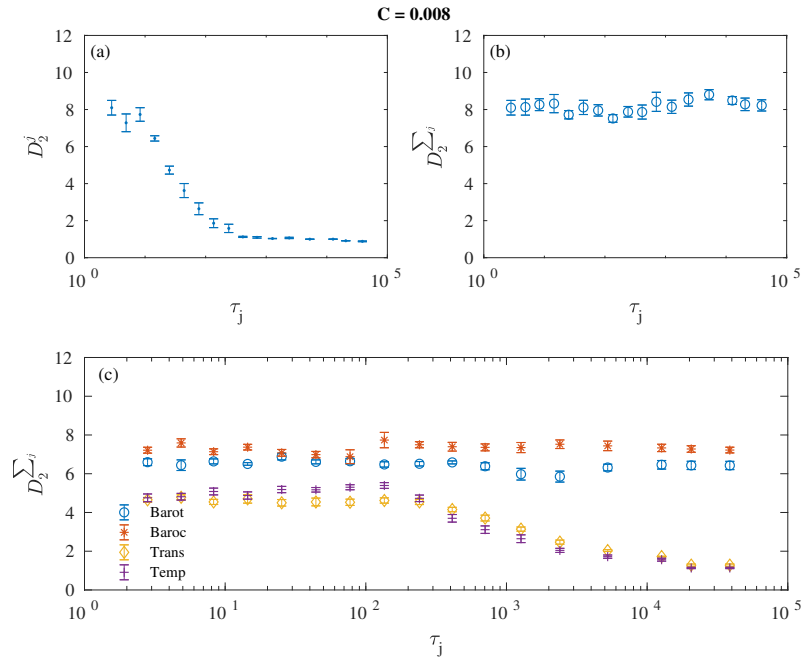 C = 0.008
(a)
(b)
12
10
8
6
4
2
0
D_2^j
10^0
10^5
τ_j
12
10
8
6
4
2
0
D_2^{∑_j}
10^0
10^5
τ_j
(c)
12
10
8
6
4
2
0
D_2^{∑_j}
Barot
Baroc
Trans
Temp
10^0
10^1
10^2
10^3
10^4
10^5
τ_j